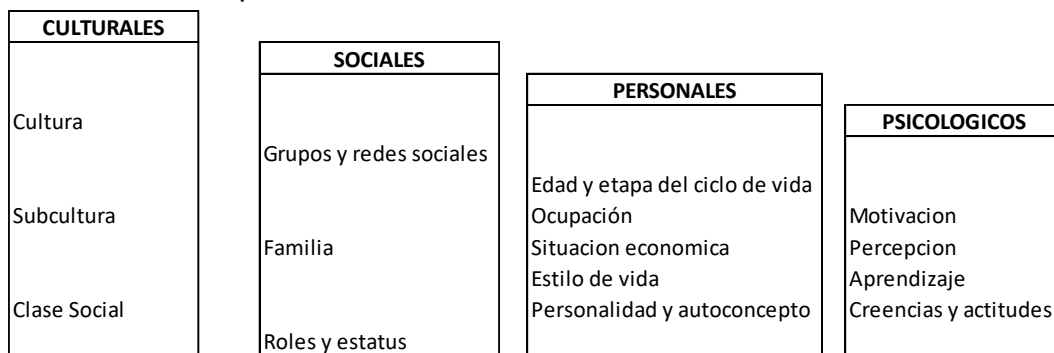 CULTURALES
Cultura
Subcultura
Clase Social
SOCIALES
Grupos y redes sociales
Familia
Roles y estatus
PERSONALES
Edad y etapa del ciclo de vida
Ocupación
Situacion economica
Estilo de vida
Personalidad y autoconcepto
PSICOLOGICOS
Motivacion
Percepcion
Aprendizaje
Creencias y actitudes